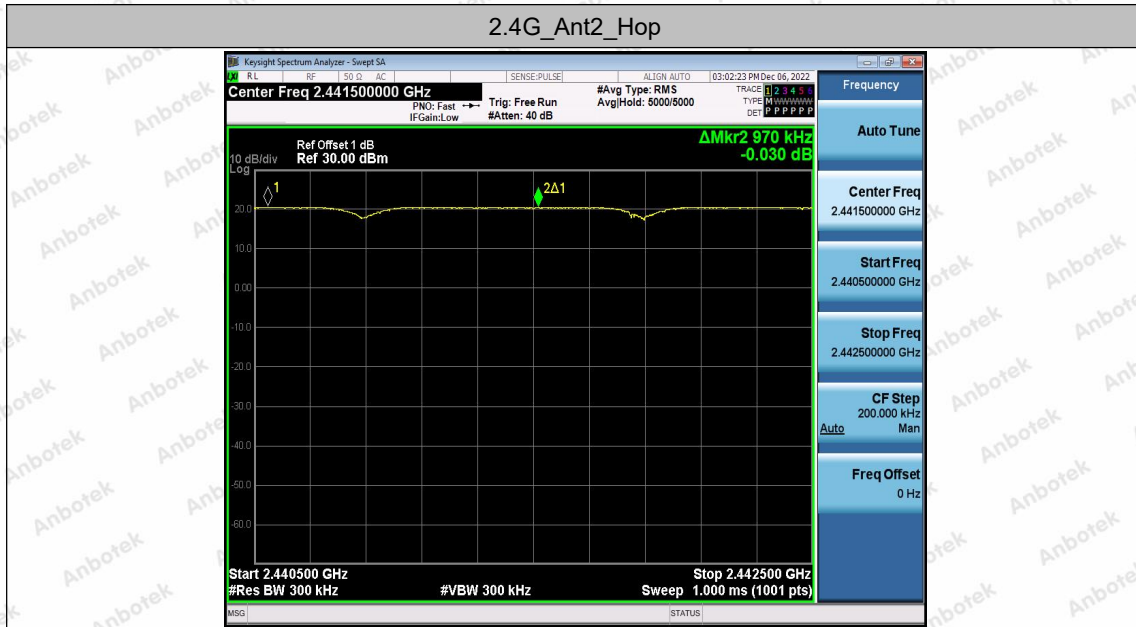 2.4G_Ant2_Hop
Keysight Spectrum Analyzer - Swept SA
RL RF 50 Ω AC SENSE:PULSE ALIGN AUTO 03:02:23 PM Dec 06, 2022
Center Freq 2.441500000 GHz #Avg Type: RMS TRACE 1 2 3 4 5 6
PNO: Fast Trig: Free Run Avg|Hold: 5000/5000 TYPE M WWWWW
IFGain:Low #Atten: 40 dB DET P P P P P P
Frequency
Auto Tune
Center Freq
2.441500000 GHz
Start Freq
2.440500000 GHz
Stop Freq
2.442500000 GHz
CF Step
200.000 kHz
Auto Man
Freq Offset
0 Hz
ΔMkr2 970 kHz
-0.030 dB
Ref Offset 1 dB
10 dB/div Ref 30.00 dBm
Log
1
2Δ1
20.0
10.0
0.00
-10.0
-20.0
-30.0
-40.0
-50.0
-60.0
Start 2.440500 GHz Stop 2.442500 GHz
#Res BW 300 kHz #VBW 300 kHz Sweep 1.000 ms (1001 pts)
MSG STATUS
Anbotek